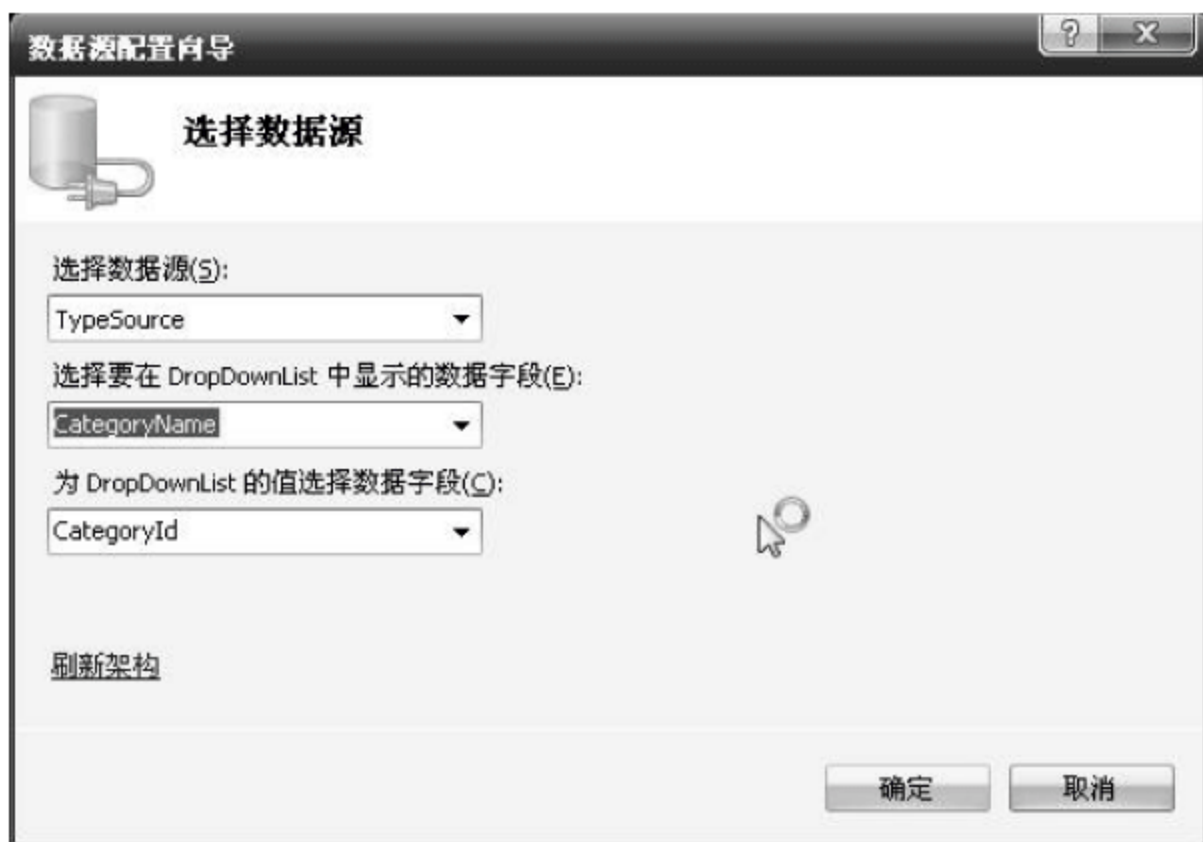 数据源配置向导
?
选择数据源
选择数据源(S):
TypeSource
选择要在 DropDownList 中显示的数据字段(E):
CategoryName
为 DropDownList 的值选择数据字段(C):
CategoryId
刷新架构
确定 取消